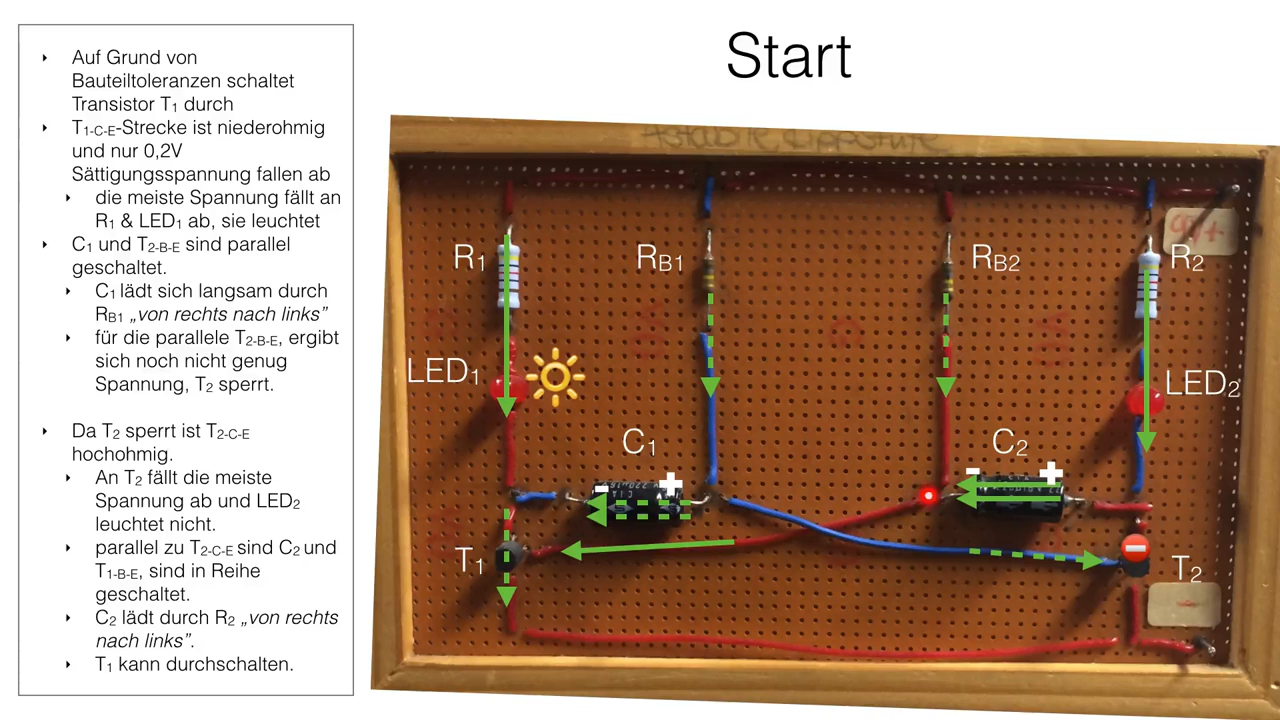 Start
‣ Auf Grund von
Bauteiltoleranzen schaltet
Transistor T1 durch
‣ T1-C-E-Strecke ist niederohmig
und nur 0,2V
Sättigungsspannung fallen ab
‣ die meiste Spannung fällt an
R1 & LED1 ab, sie leuchtet
‣ C1 und T2-B-E sind parallel
geschaltet.
‣ C1 lädt sich langsam durch
RB1 „von rechts nach links”
‣ für die parallele T2-B-E, ergibt
sich noch nicht genug
Spannung, T2 sperrt.
‣ Da T2 sperrt ist T2-C-E
hochohmig.
‣ An T2 fällt die meiste
Spannung ab und LED2
leuchtet nicht.
‣ parallel zu T2-C-E sind C2 und
T1-B-E, sind in Reihe
geschaltet.
‣ C2 lädt durch R2 „von rechts
nach links”.
‣ T1 kann durchschalten.
Astabile Kippstufe
R1
RB1
RB2
R2
LED1
LED2
C1
C2
- +
- +
T1
T2
-